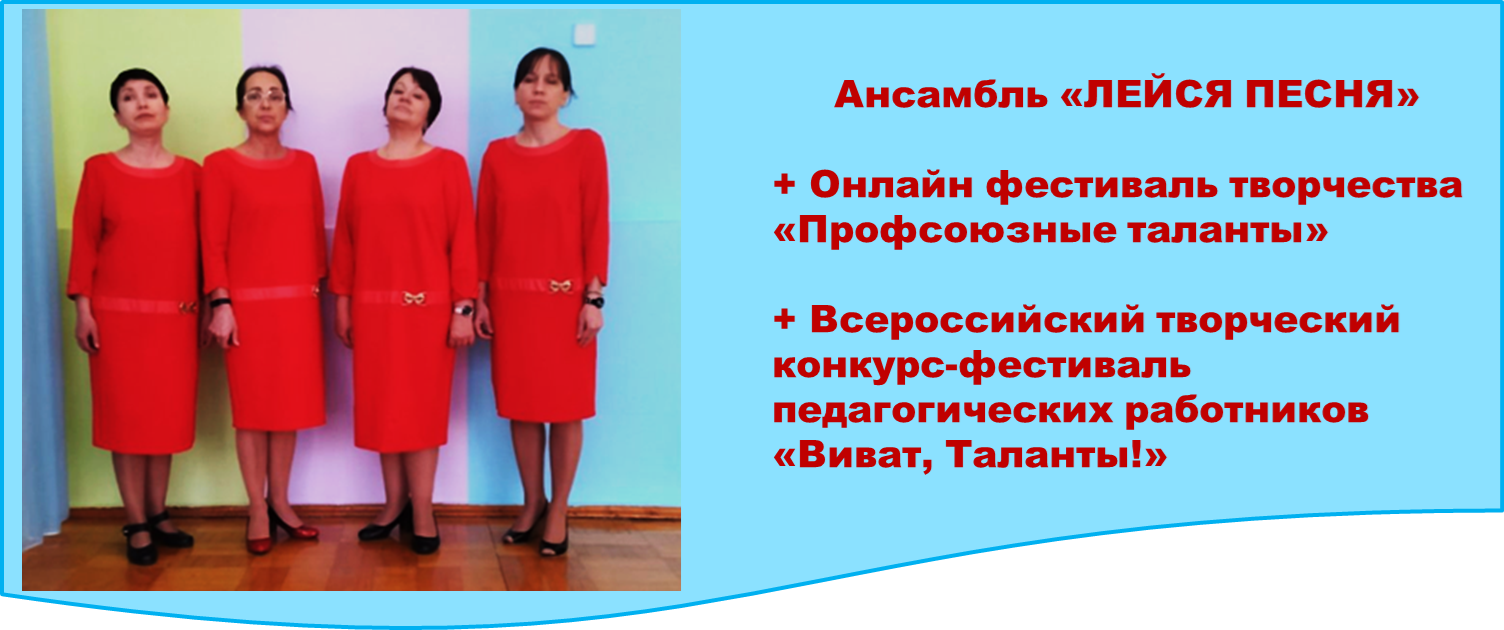 Ансамбль «ЛЕЙСЯ ПЕСНЯ»
+ Онлайн фестиваль творчества
«Профсоюзные таланты»
+ Всероссийский творческий
конкурс-фестиваль
педагогических работников
«Виват, Таланты!»